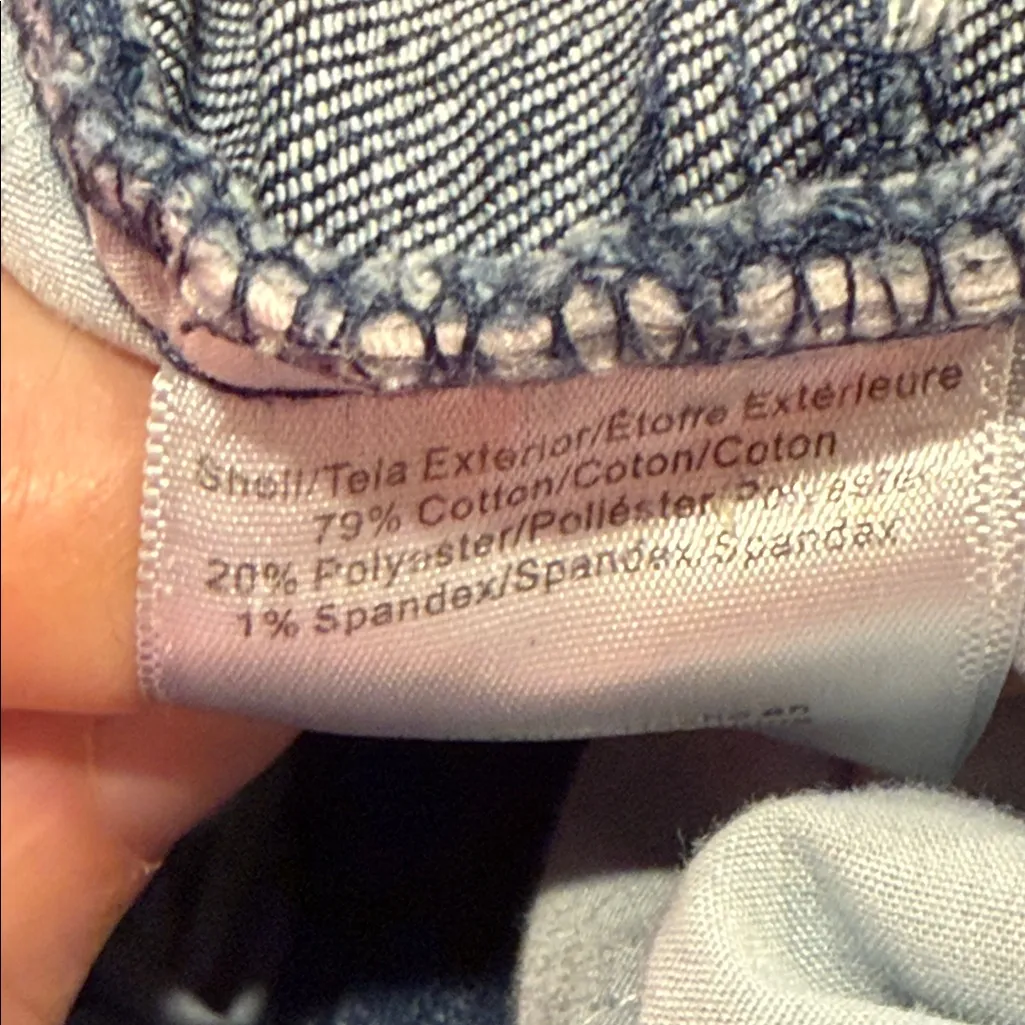 Shell/Tela Exterior/Étoffe Extérieure
79% Cotton/Coton/Coton
20% Polyester/Poliéster/
1% Spandex/Spandex/Spandex